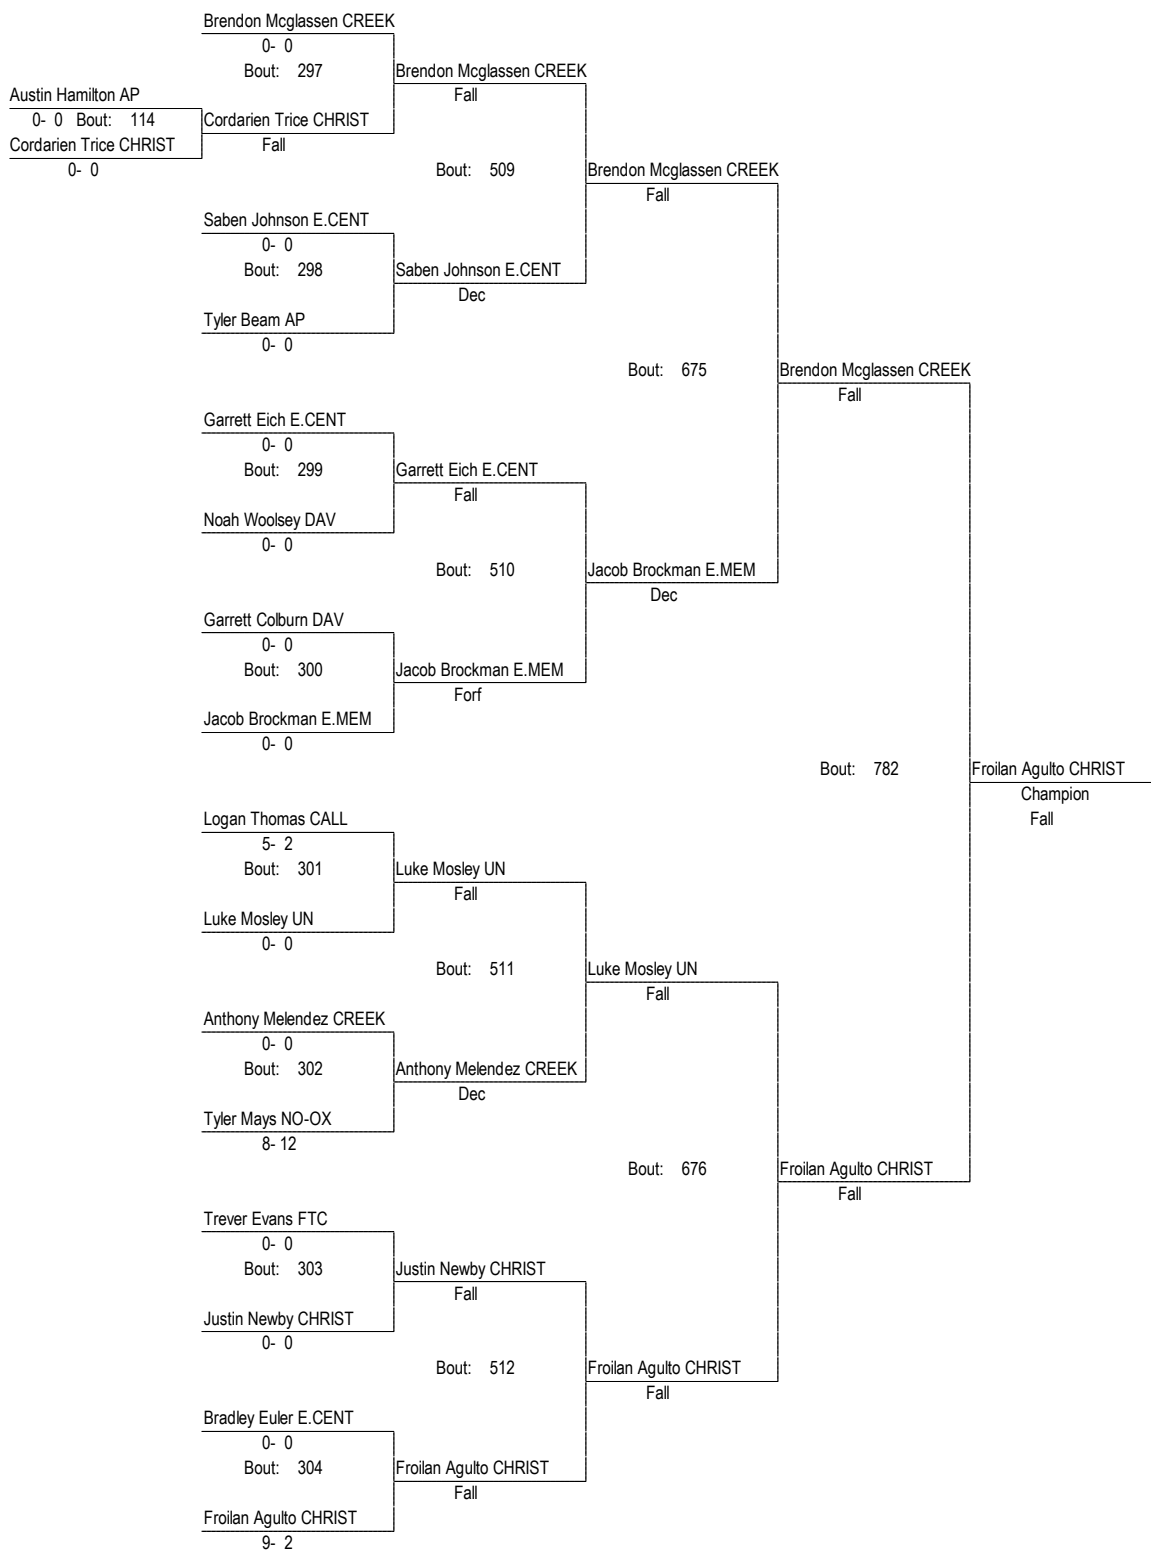 Brendon Mcglassen CREEK
0- 0
Bout: 297
Brendon Mcglassen CREEK
Fall
Austin Hamilton AP
0- 0 Bout: 114
Cordarien Trice CHRIST
Fall
Cordarien Trice CHRIST
0- 0
Bout: 509
Brendon Mcglassen CREEK
Fall
Saben Johnson E.CENT
0- 0
Bout: 298
Saben Johnson E.CENT
Dec
Tyler Beam AP
0- 0
Bout: 675
Brendon Mcglassen CREEK
Fall
Garrett Eich E.CENT
0- 0
Bout: 299
Garrett Eich E.CENT
Fall
Noah Woolsey DAV
0- 0
Bout: 510
Jacob Brockman E.MEM
Dec
Garrett Colburn DAV
0- 0
Bout: 300
Jacob Brockman E.MEM
Forf
Jacob Brockman E.MEM
0- 0
Bout: 782
Froilan Agulto CHRIST
Champion
Fall
Logan Thomas CALL
5- 2
Bout: 301
Luke Mosley UN
Fall
Luke Mosley UN
0- 0
Bout: 511
Luke Mosley UN
Fall
Anthony Melendez CREEK
0- 0
Bout: 302
Anthony Melendez CREEK
Dec
Tyler Mays NO-OX
8- 12
Bout: 676
Froilan Agulto CHRIST
Fall
Trever Evans FTC
0- 0
Bout: 303
Justin Newby CHRIST
Fall
Justin Newby CHRIST
0- 0
Bout: 512
Froilan Agulto CHRIST
Fall
Bradley Euler E.CENT
0- 0
Bout: 304
Froilan Agulto CHRIST
Fall
Froilan Agulto CHRIST
9- 2